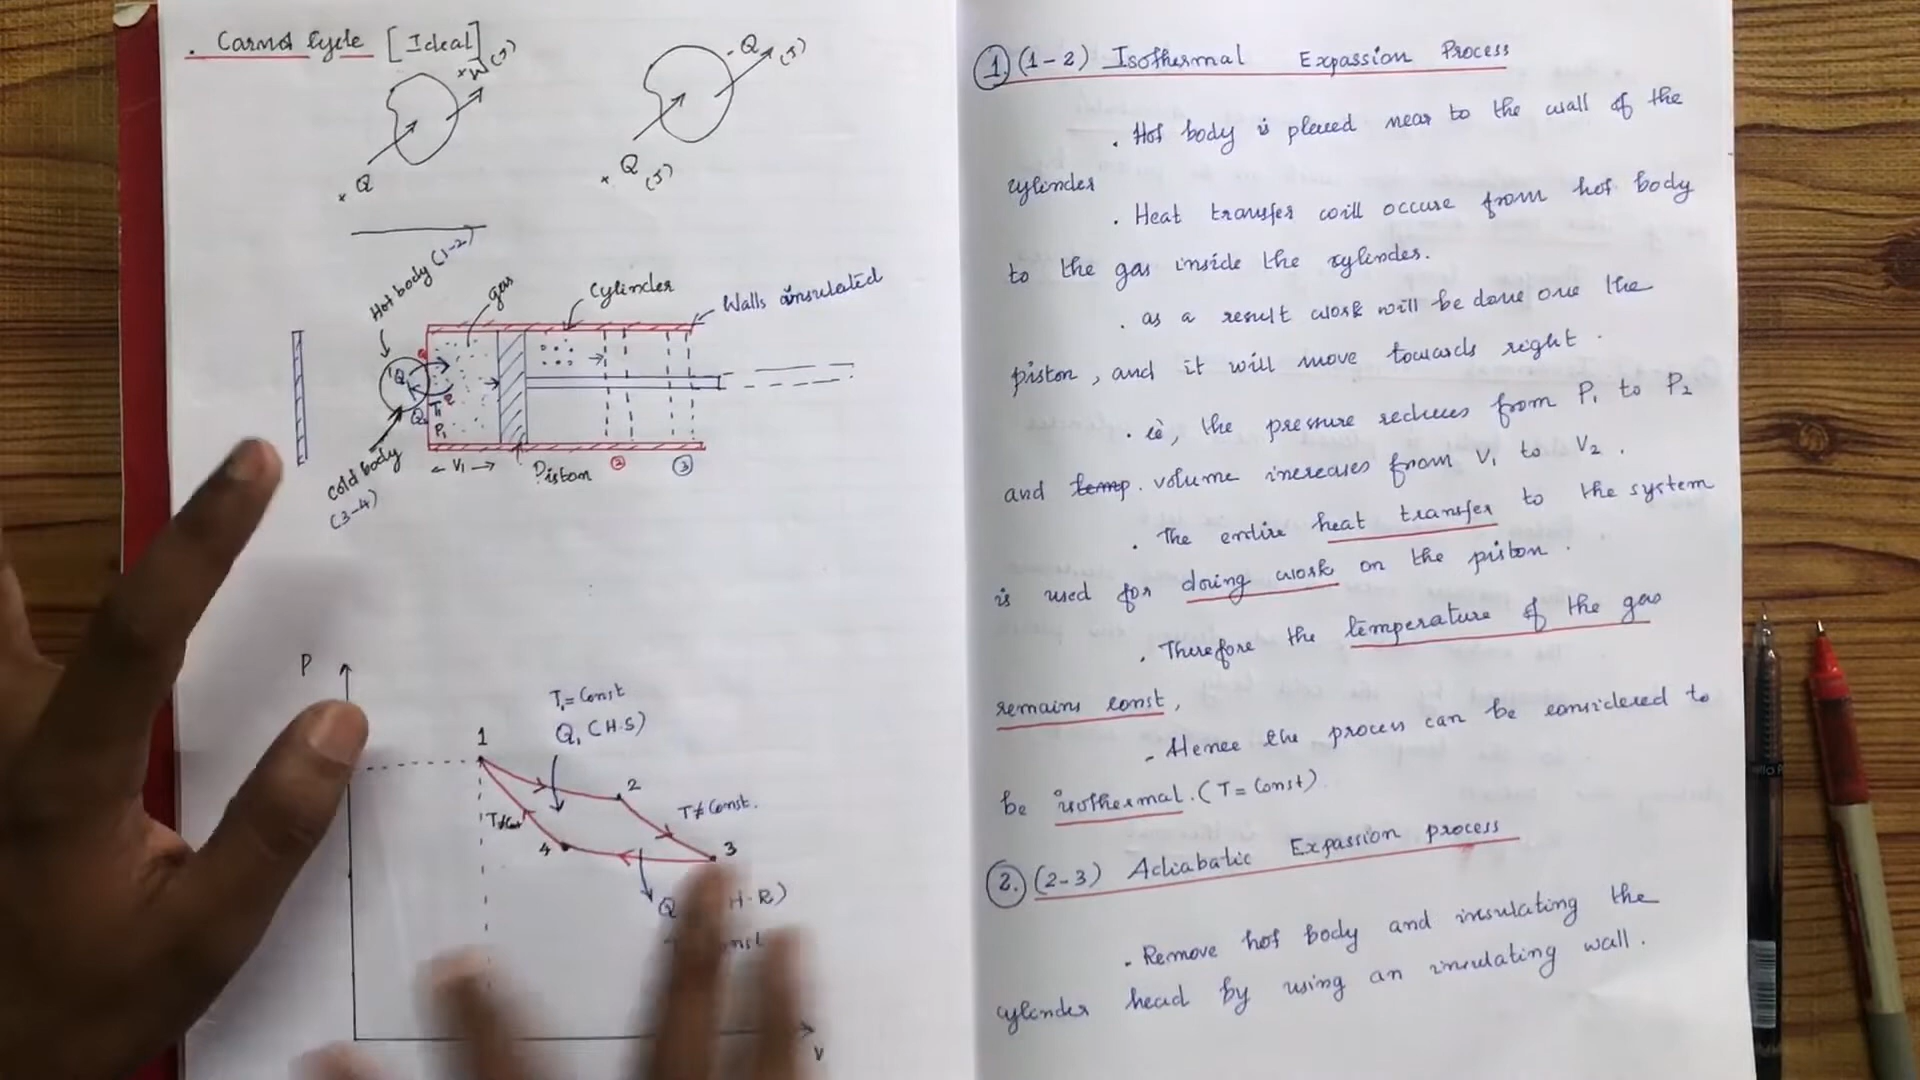 . Carnot Cycle [Ideal]
+W (J)
- Q (J)
+ Q
+ Q (J)
Hot body (1-2)
gas
Cylinder
Walls insulated
Q
T1
P1
cold body
(3-4)
← V1 →
Piston
2
3
P
T1 = Const
Q1 (H.S)
1
2
T ≠ Const.
4
3
Q
H-R)
V
1. (1-2) Isothermal Expassion Process
. Hot body is placed near to the wall of the
cylinder
. Heat transfer will occure from hot body
to the gas inside the cylinder.
. as a result work will be done one the
piston, and it will move towards right.
. ie, the pressure reduces from P1 to P2
and temp. volume increases from V1 to V2.
. The entire heat transfer to the system
is used for doing work on the piston.
. Therefore the temperature of the gas
remains const,
- Hence the process can be considered to
be isothermal. (T = Const)
2. (2-3) Adiabatic Expassion process
. Remove hot body and insulating the
cylinder head by using an insulating wall.